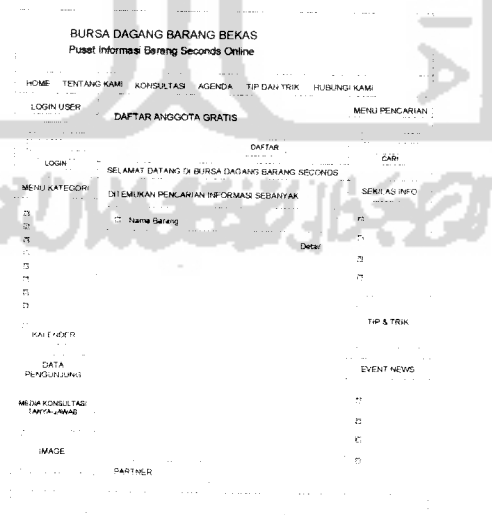 BURSA DAGANG BARANG BEKAS
Pusat Informasi Barang Seconds Online
HOME TENTANG KAMI KONSULTASI AGENDA TIP DAN TRIK HUBUNGI KAMI
LOGIN USER
DAFTAR ANGGOTA GRATIS
MENU PENCARIAN
DAFTAR
LOGIN
CARI
SELAMAT DATANG DI BURSA DAGANG BARANG SECONDS
MENU KATEGORI
DITEMUKAN PENCARIAN INFORMASI SEBANYAK
SEKILAS INFO
Nama Barang
Detail
TIP & TRIK
KALENDER
DATA
PENGUNJUNG
EVENT NEWS
MEDIA KONSULTASI
TANYA-JAWAB
IMAGE
PARTNER